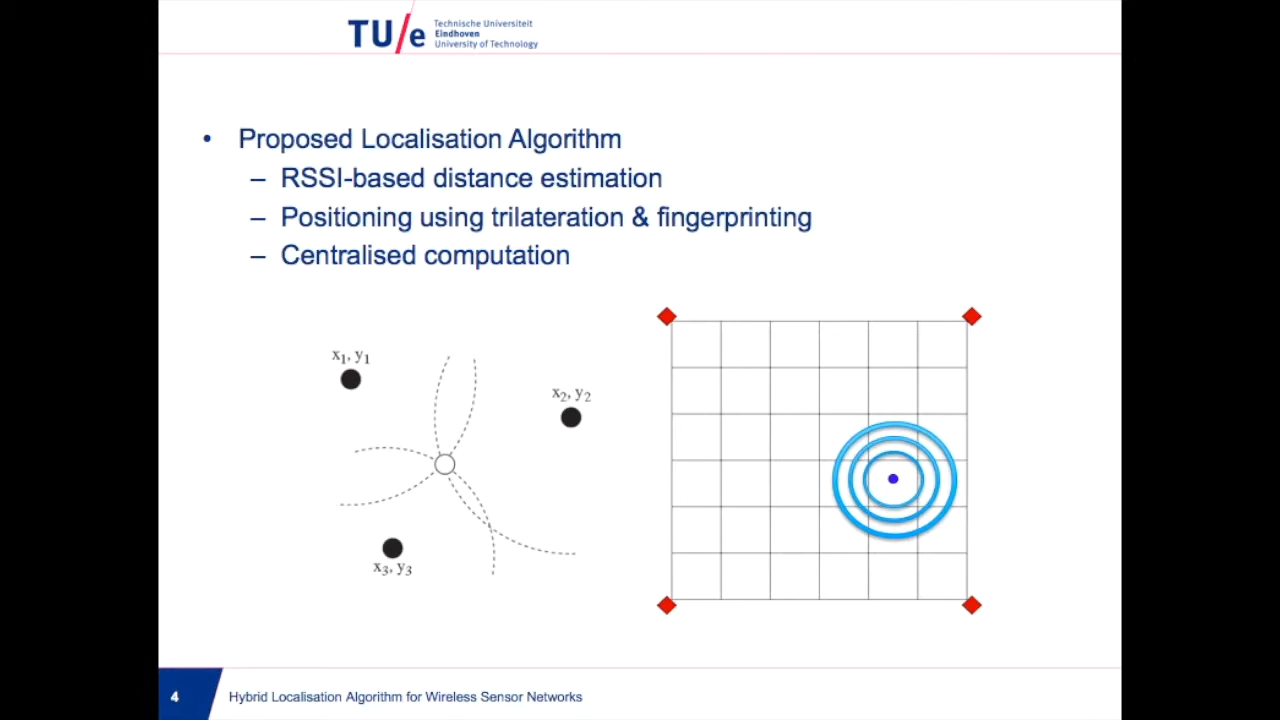 TU/e
Technische Universiteit
Eindhoven
University of Technology
• Proposed Localisation Algorithm
– RSSI-based distance estimation
– Positioning using trilateration & fingerprinting
– Centralised computation
x₁, y₁
x₂, y₂
x₃, y₃
4
Hybrid Localisation Algorithm for Wireless Sensor Networks